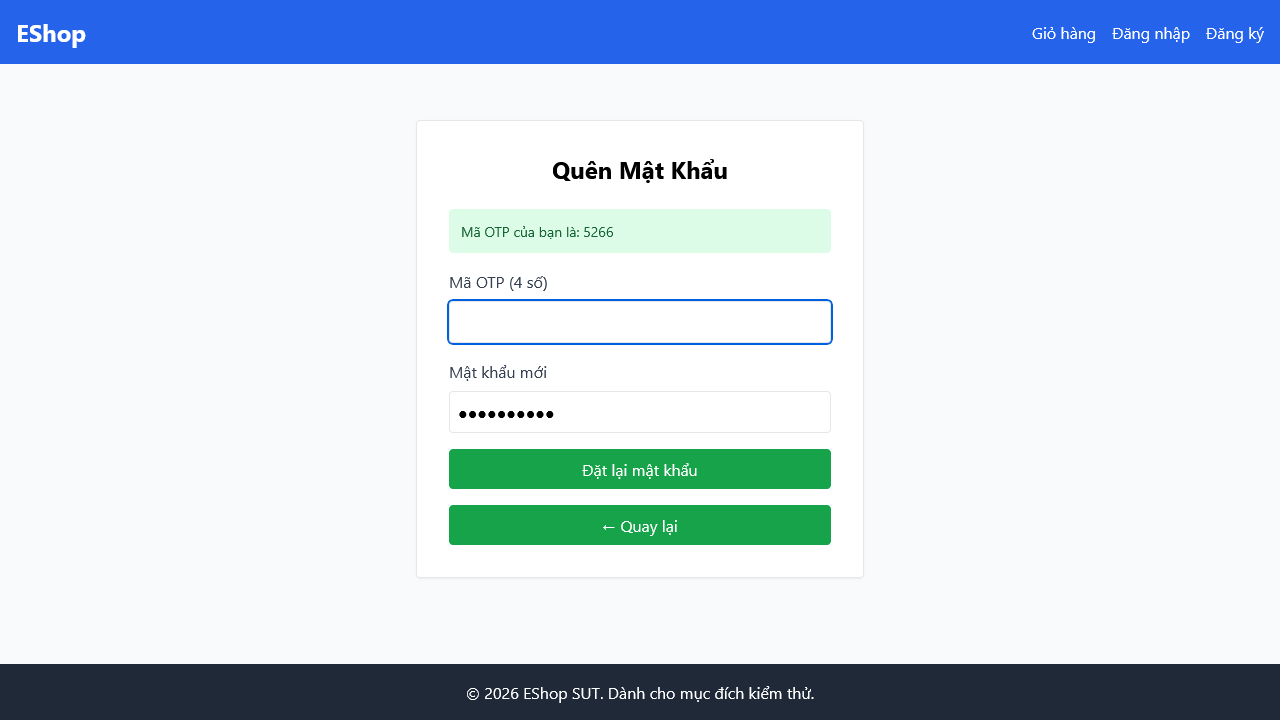 EShop
Giỏ hàng Đăng nhập Đăng ký
Quên Mật Khẩu
Mã OTP của bạn là: 5266
Mã OTP (4 số)
Mật khẩu mới
••••••••••
Đặt lại mật khẩu
← Quay lại
© 2026 EShop SUT. Dành cho mục đích kiểm thử.